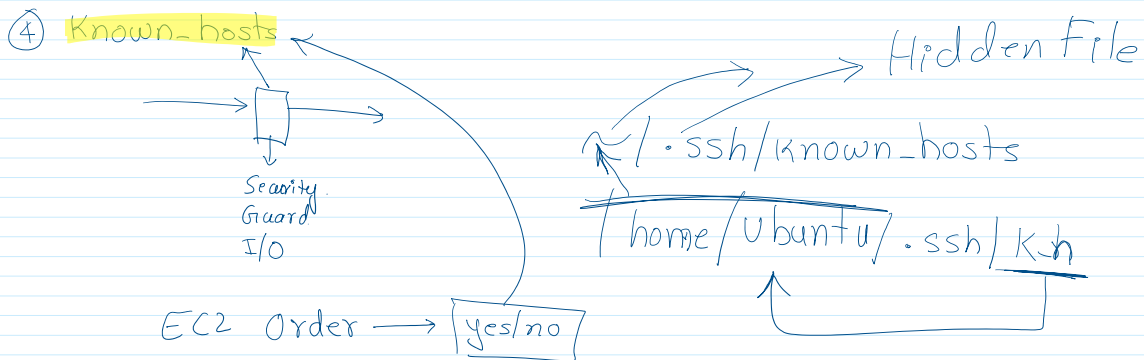 ④ Known_hosts
Hidden File
~/.ssh/known_hosts
Security
Guard
I/O
/home/ubuntu/.ssh/k_h
EC2 Order → yes/no